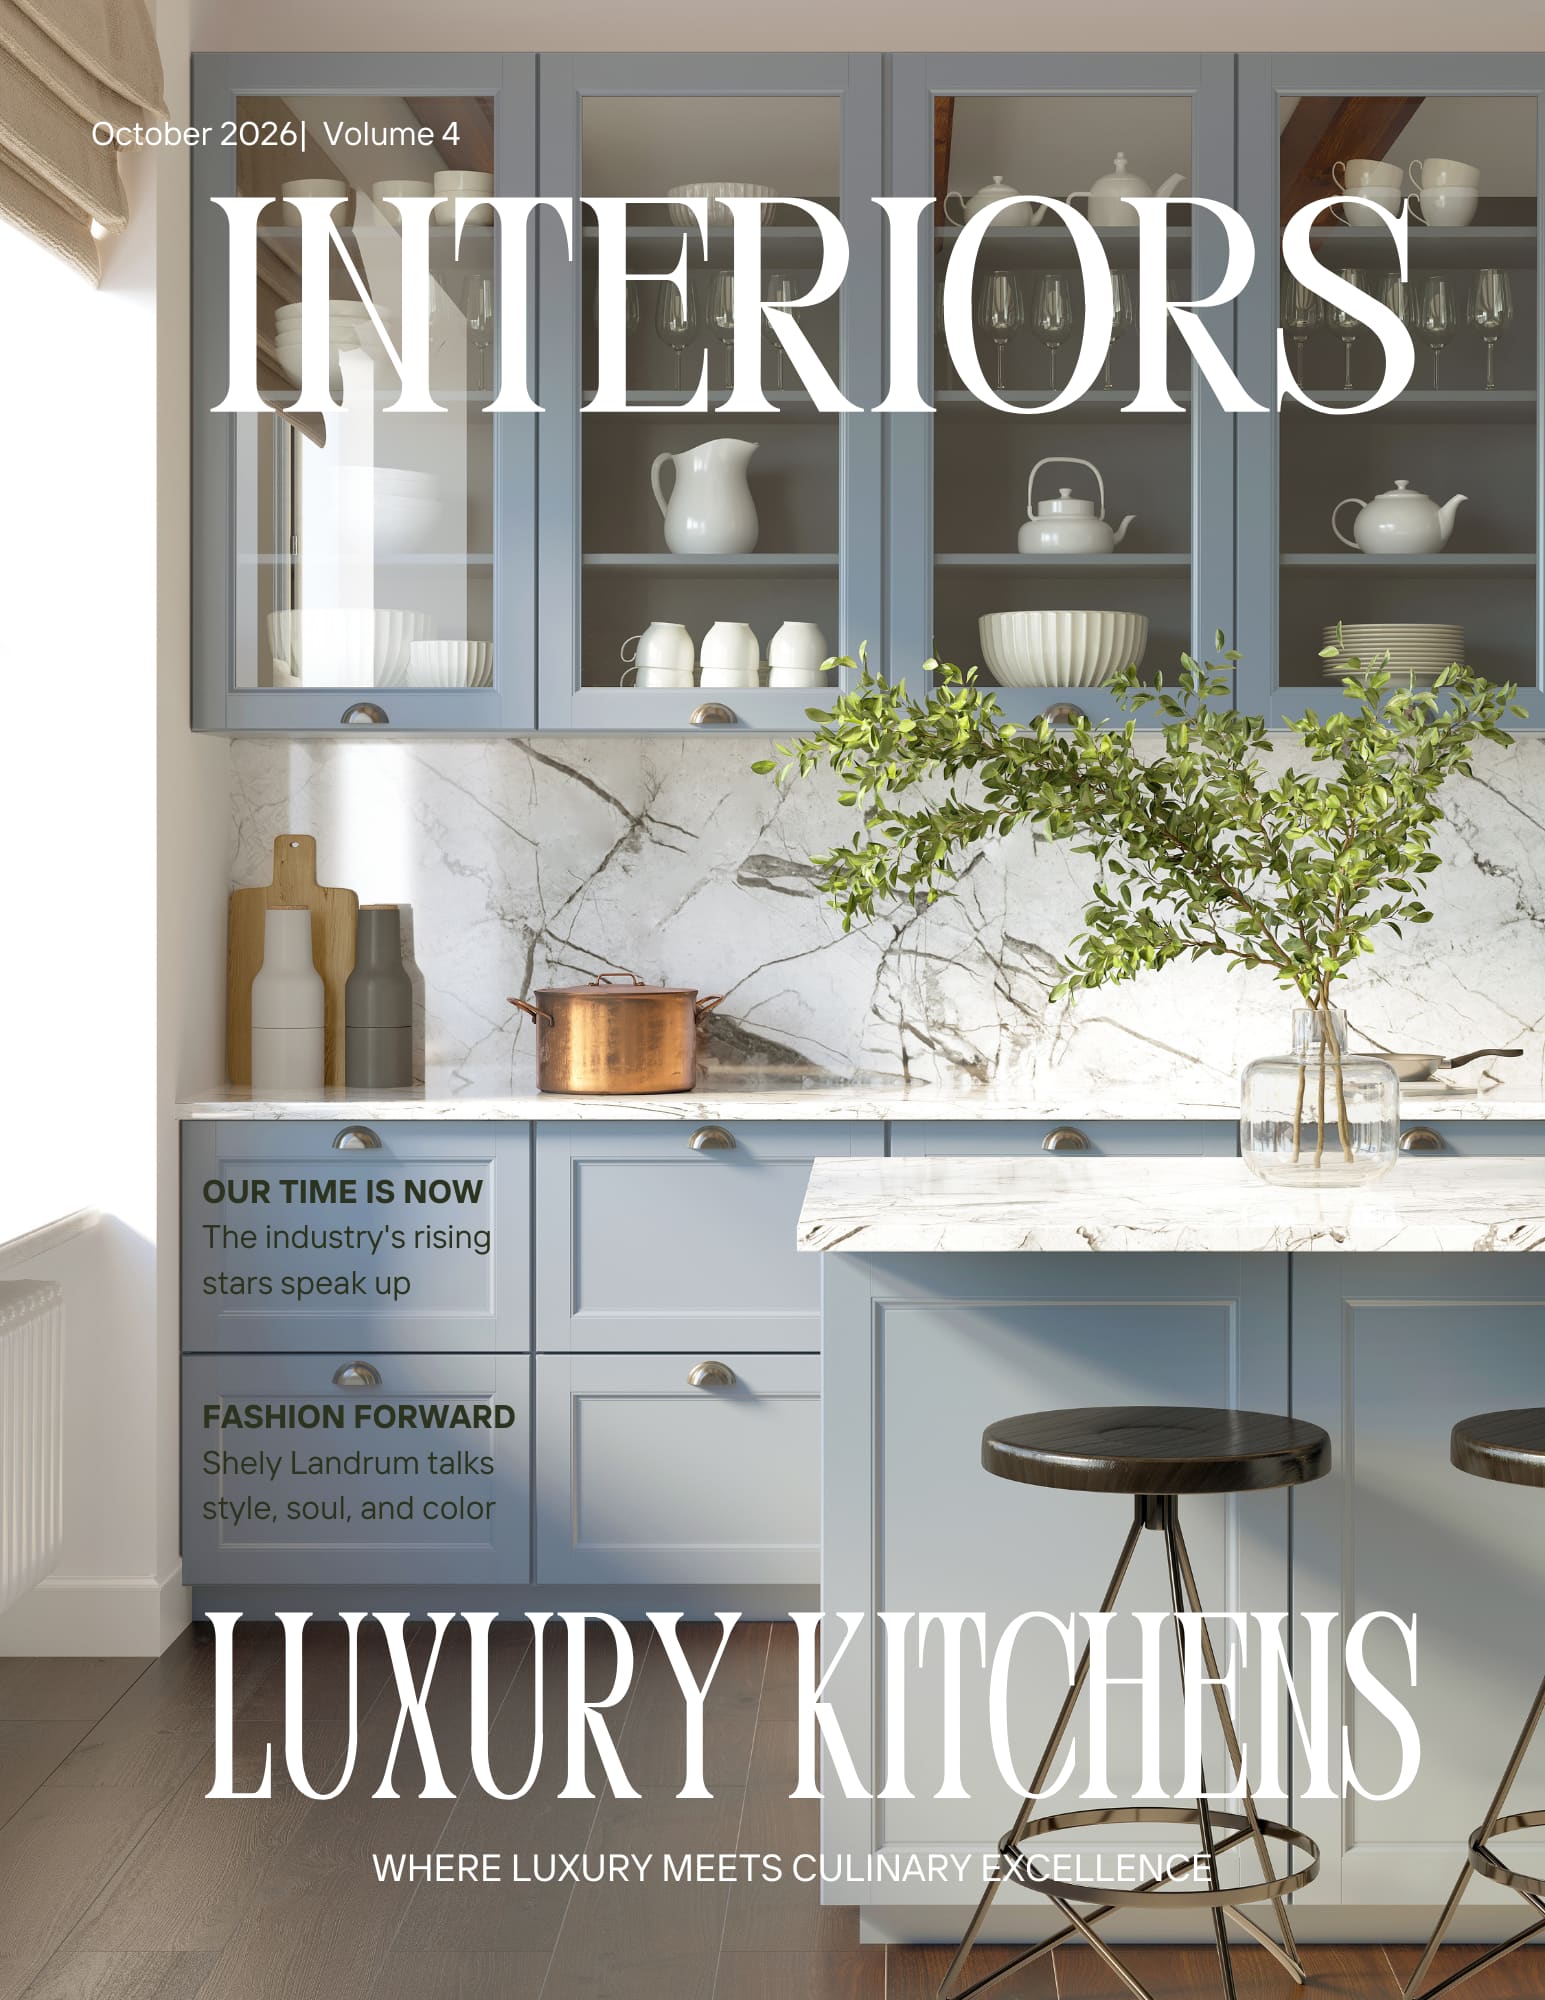 October 2026| Volume 4
INTERIORS
OUR TIME IS NOW
The industry's rising
stars speak up
FASHION FORWARD
Shely Landrum talks
style, soul, and color
LUXURY KITCHENS
WHERE LUXURY MEETS CULINARY EXCELLENCE